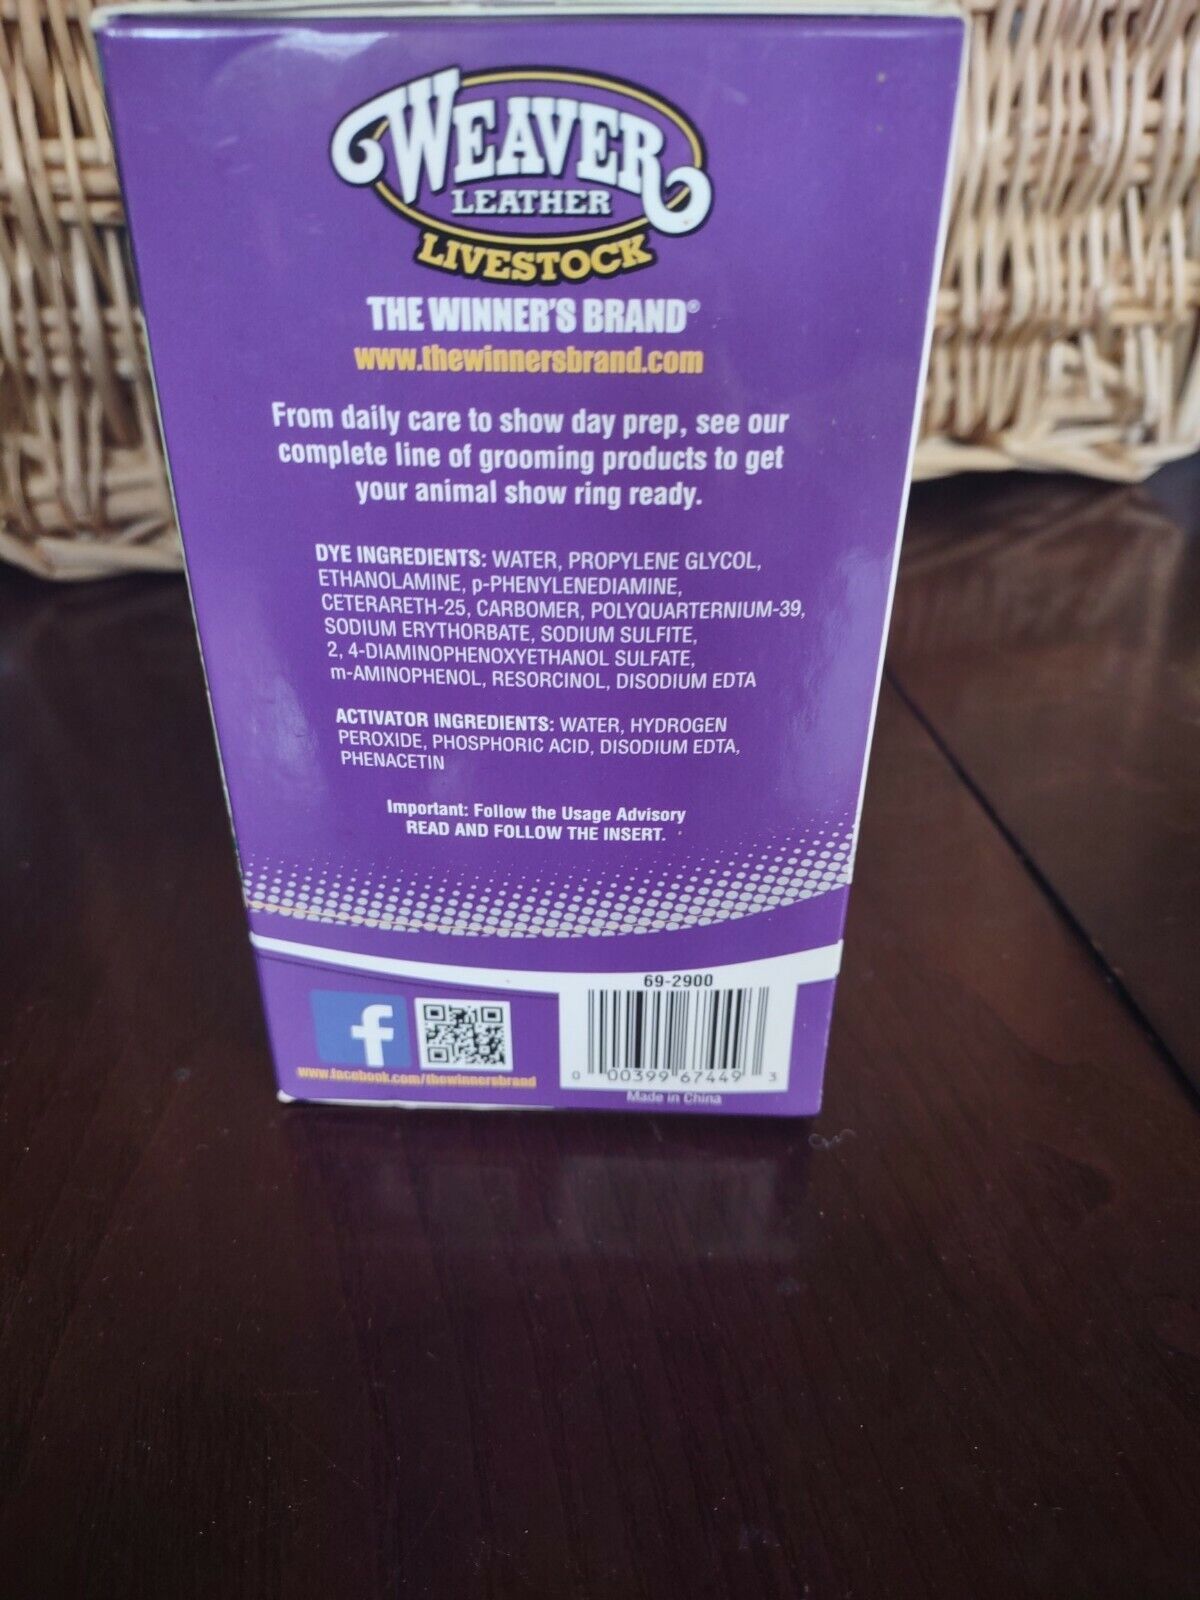 WEAVER
LEATHER
LIVESTOCK
THE WINNER'S BRAND®
www.thewinnersbrand.com
From daily care to show day prep, see our
complete line of grooming products to get
your animal show ring ready.
DYE INGREDIENTS: WATER, PROPYLENE GLYCOL,
ETHANOLAMINE, p-PHENYLENEDIAMINE,
CETERARETH-25, CARBOMER, POLYQUARTERNIUM-39,
SODIUM ERYTHORBATE, SODIUM SULFITE,
2, 4-DIAMINOPHENOXYETHANOL SULFATE,
m-AMINOPHENOL, RESORCINOL, DISODIUM EDTA
ACTIVATOR INGREDIENTS: WATER, HYDROGEN
PEROXIDE, PHOSPHORIC ACID, DISODIUM EDTA,
PHENACETIN
Important: Follow the Usage Advisory
READ AND FOLLOW THE INSERT.
69-2900
f
0 00399 67449 3
www.facebook.com/thewinnersbrand
Made in China